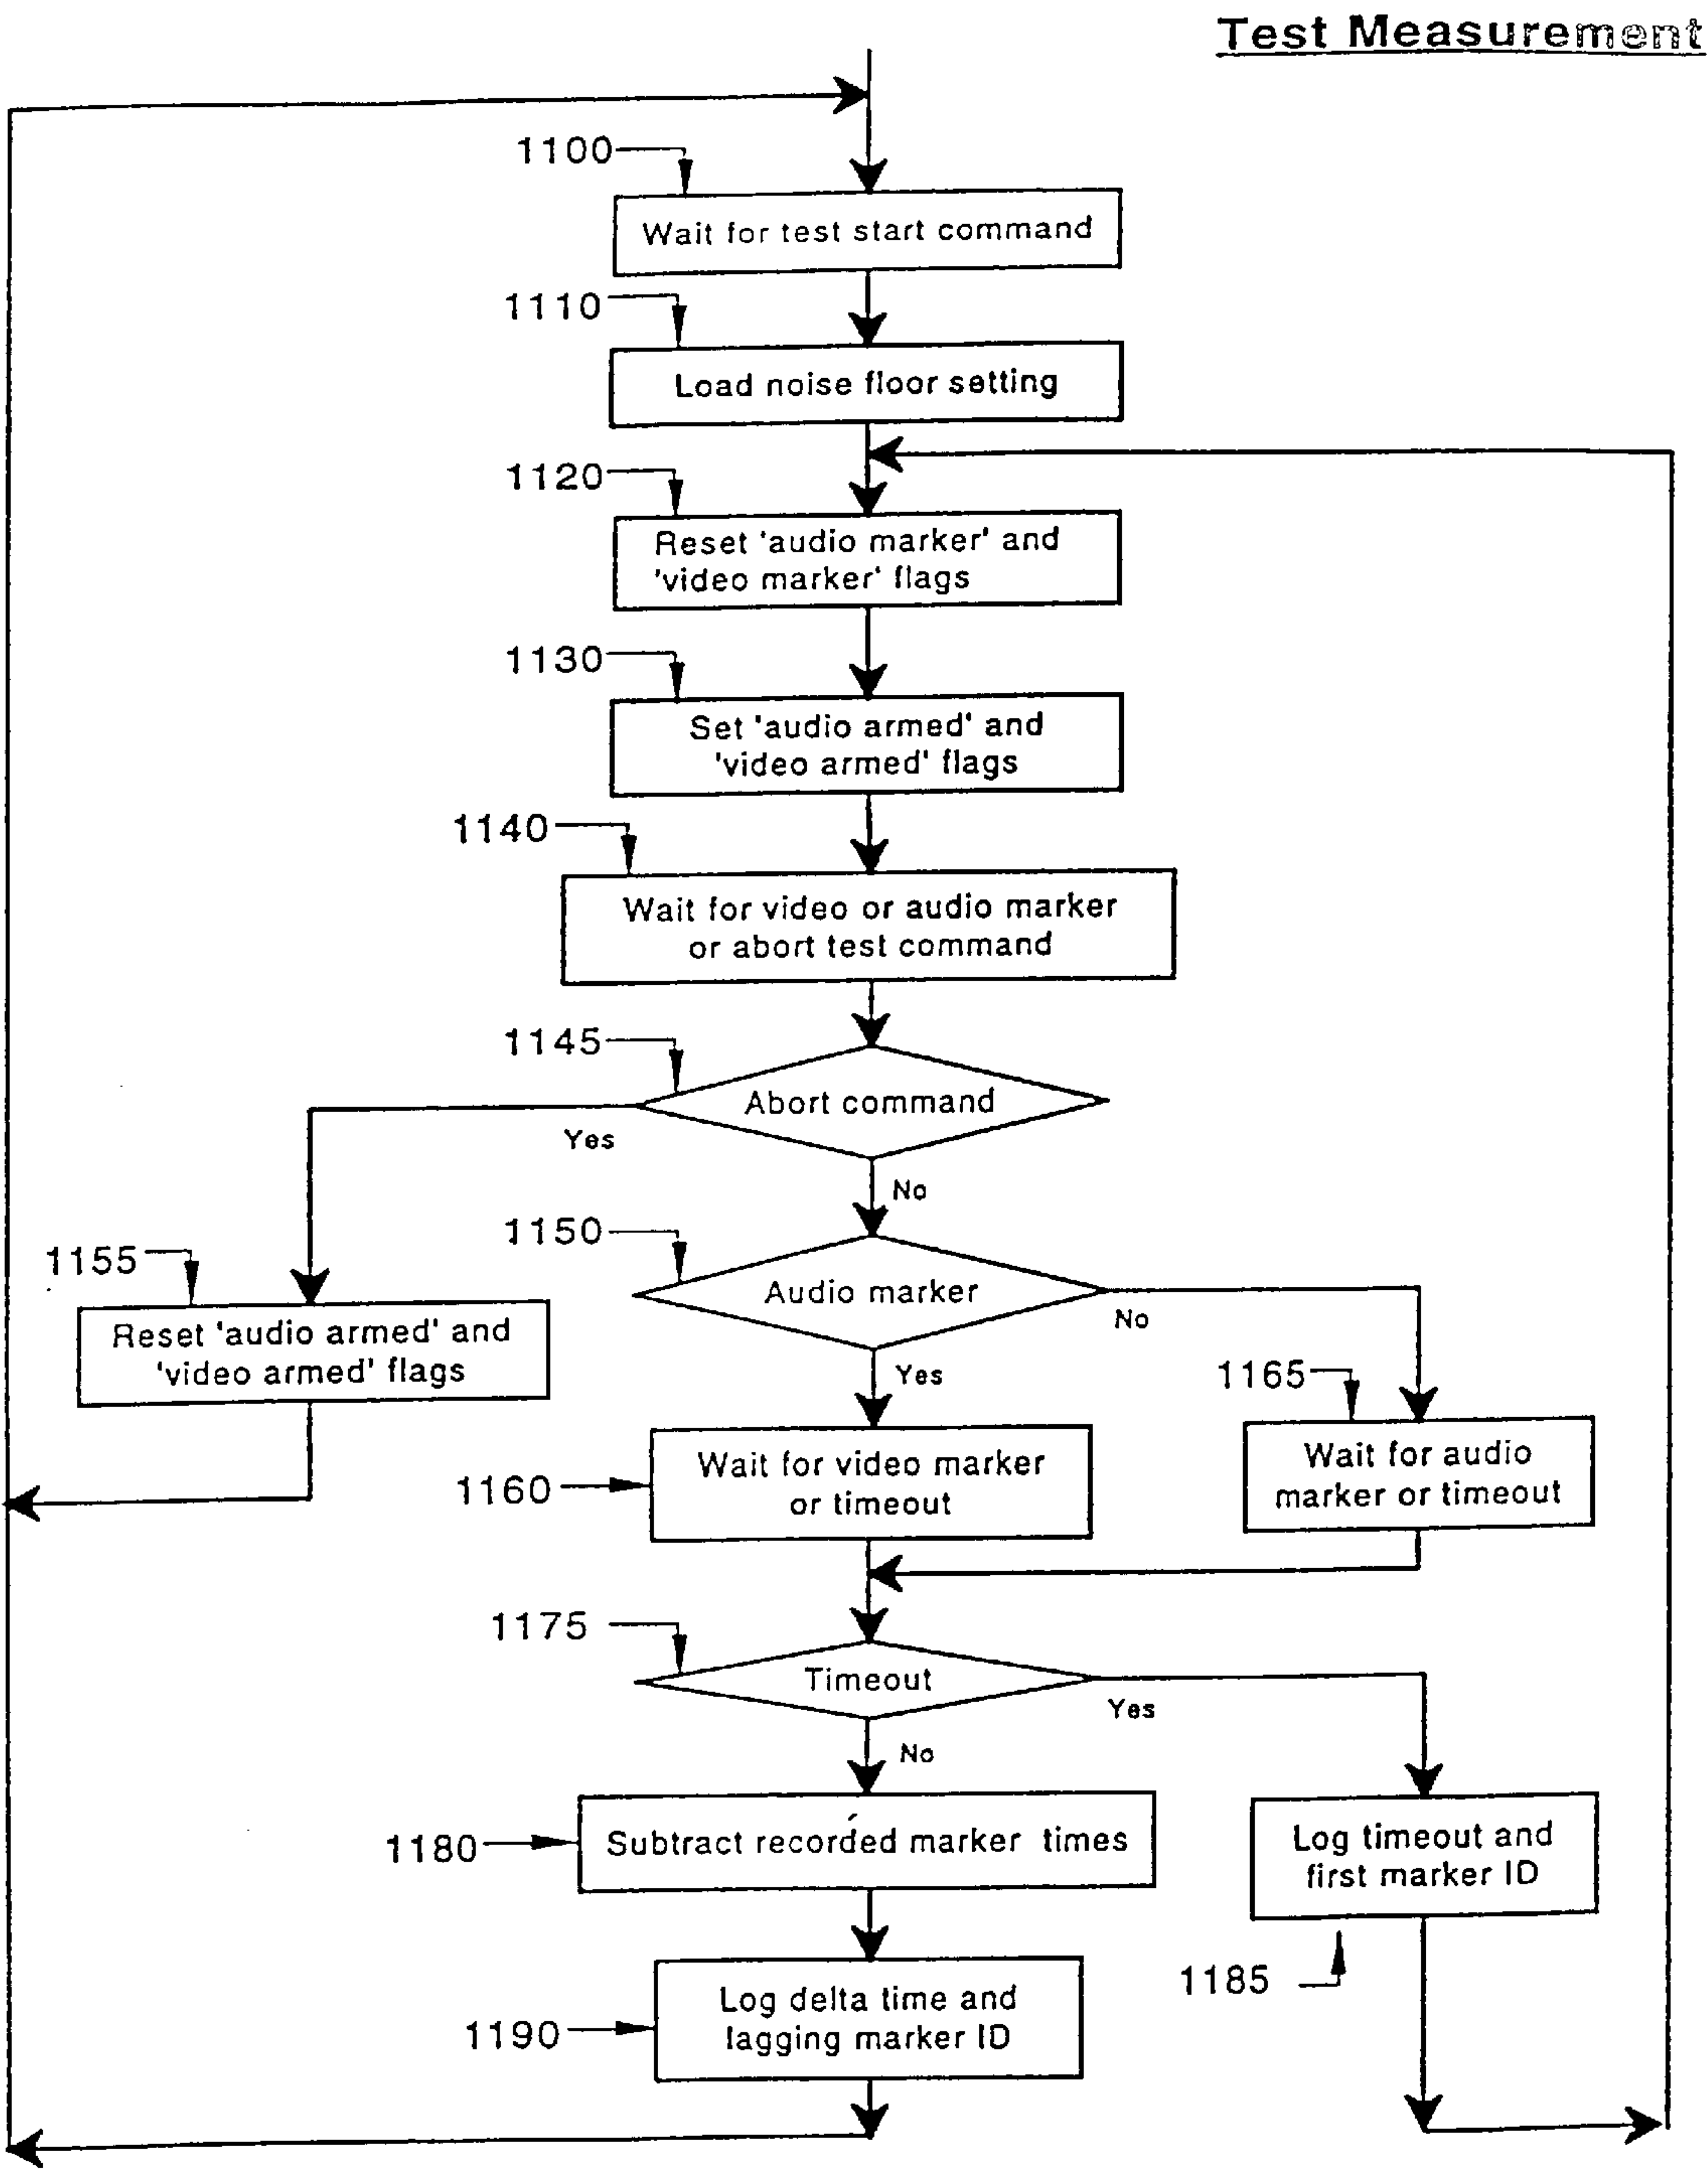 Test Measurement
1100
Wait for test start command
1110
Load noise floor setting
1120
Reset 'audio marker' and
'video marker' flags
1130
Set 'audio armed' and
'video armed' flags
1140
Wait for video or audio marker
or abort test command
1145
Abort command
Yes
No
1150
Audio marker
No
Yes
1155
Reset 'audio armed' and
'video armed' flags
1160
Wait for video marker
or timeout
1165
Wait for audio
marker or timeout
1175
Timeout
Yes
No
1180
Subtract recorded marker times
Log timeout and
first marker ID
1185
1190
Log delta time and
lagging marker ID